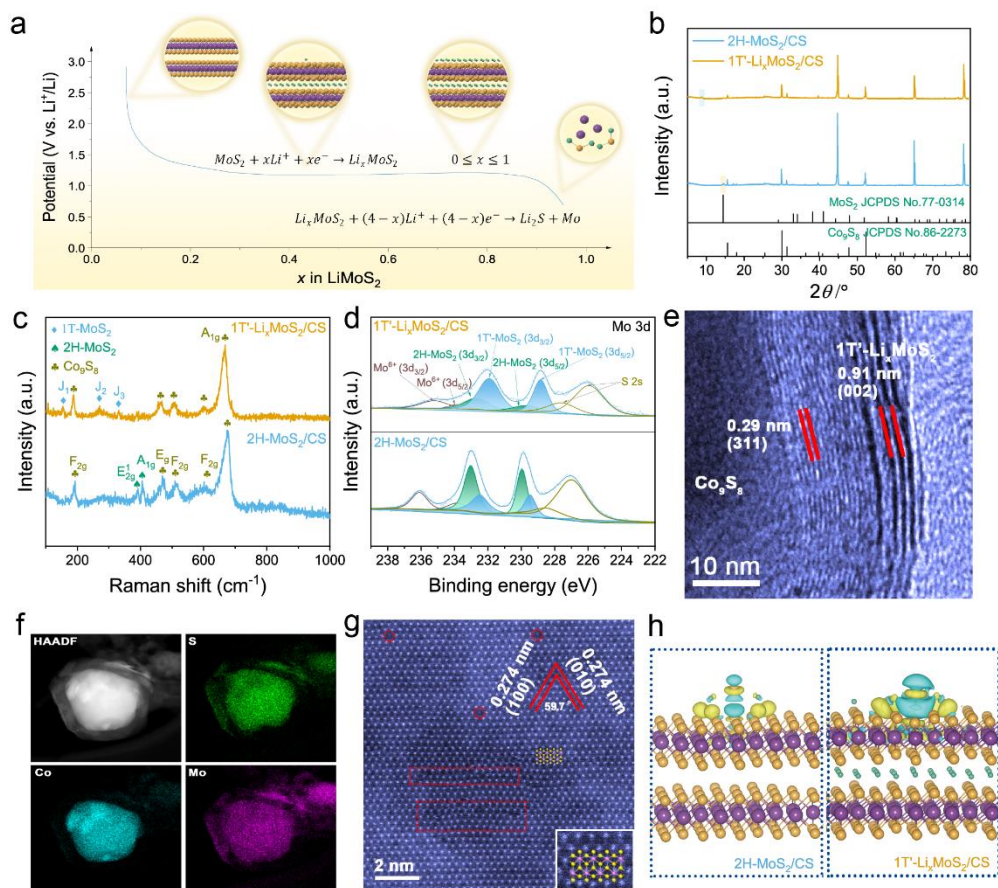 a
Potential (V vs. Li⁺/Li)
3.0
2.5
2.0
1.5
1.0
0.5
0.0
MoS₂ + xLi⁺ + xe⁻ → LiₓMoS₂
0 ≤ x ≤ 1
LiₓMoS₂ + (4−x)Li⁺ + (4−x)e⁻ → Li₂S + Mo
0.0 0.2 0.4 0.6 0.8 1.0
x in LiMoS₂
b
2H-MoS₂/CS
1T'-LiₓMoS₂/CS
Intensity (a.u.)
MoS₂ JCPDS No.77-0314
Co₉S₈ JCPDS No.86-2273
10 20 30 40 50 60 70 80
2θ/°
c
1T-MoS₂
2H-MoS₂
Co₉S₈
1T'-LiₓMoS₂/CS
A₁g
J₁
J₂
J₃
2H-MoS₂/CS
F₂g
E¹₂g
A₁g
Eg
F₂g
F₂g
Intensity (a.u.)
200 400 600 800 1000
Raman shift (cm⁻¹)
d
1T'-LiₓMoS₂/CS
Mo 3d
1T'-MoS₂ (3d₃/₂)
2H-MoS₂ (3d₃/₂)
2H-MoS₂ (3d₅/₂)
1T'-MoS₂ (3d₅/₂)
Mo⁶⁺ (3d₃/₂)
Mo⁶⁺ (3d₅/₂)
S 2s
2H-MoS₂/CS
Intensity (a.u.)
238 236 234 232 230 228 226 224 222
Binding energy (eV)
e
1T'-LiₓMoS₂
0.91 nm
(002)
0.29 nm
(311)
Co₉S₈
10 nm
f
HAADF
S
Co
Mo
g
0.274 nm
(100)
0.274 nm
(010)
59.7°
2 nm
h
2H-MoS₂/CS
1T'-LiₓMoS₂/CS